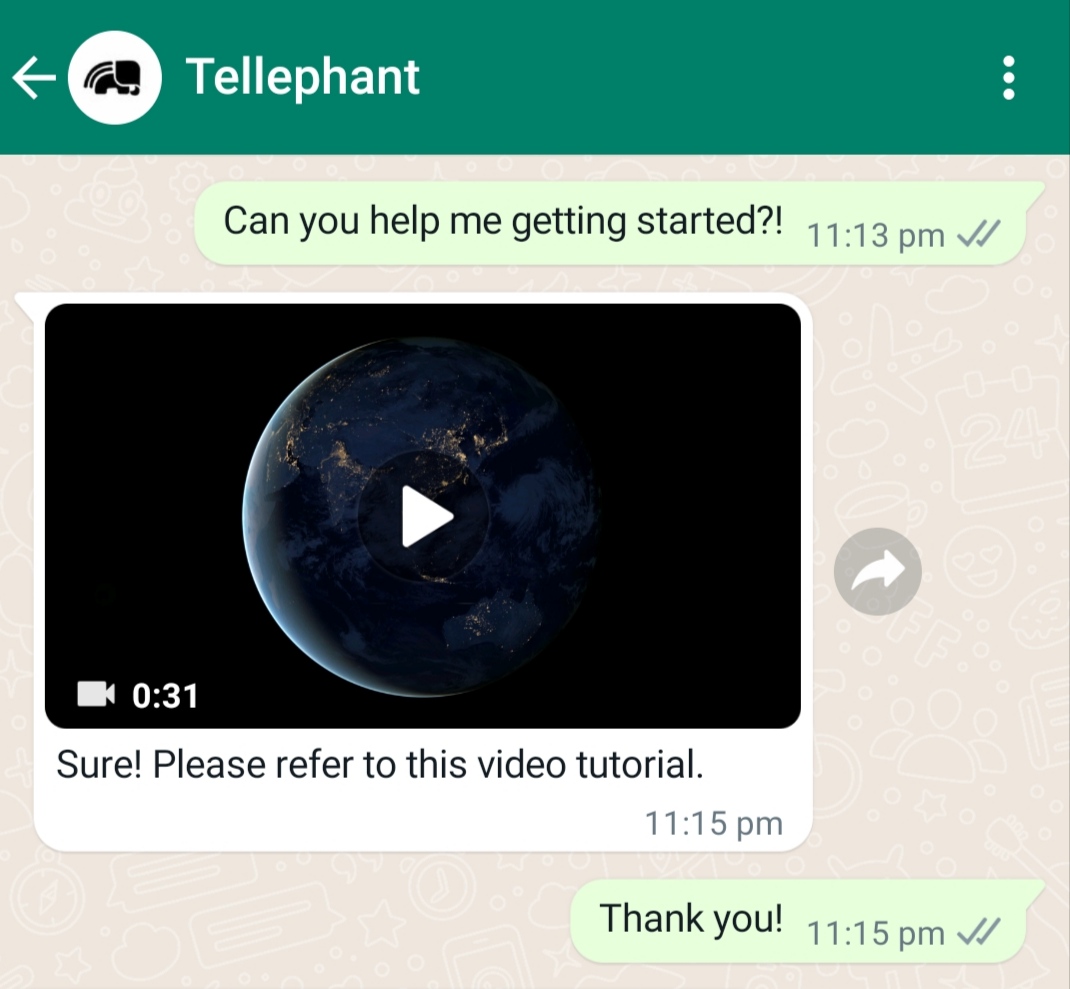 Tellephant
Can you help me getting started?! 11:13 pm
0:31
Sure! Please refer to this video tutorial.
11:15 pm
Thank you! 11:15 pm